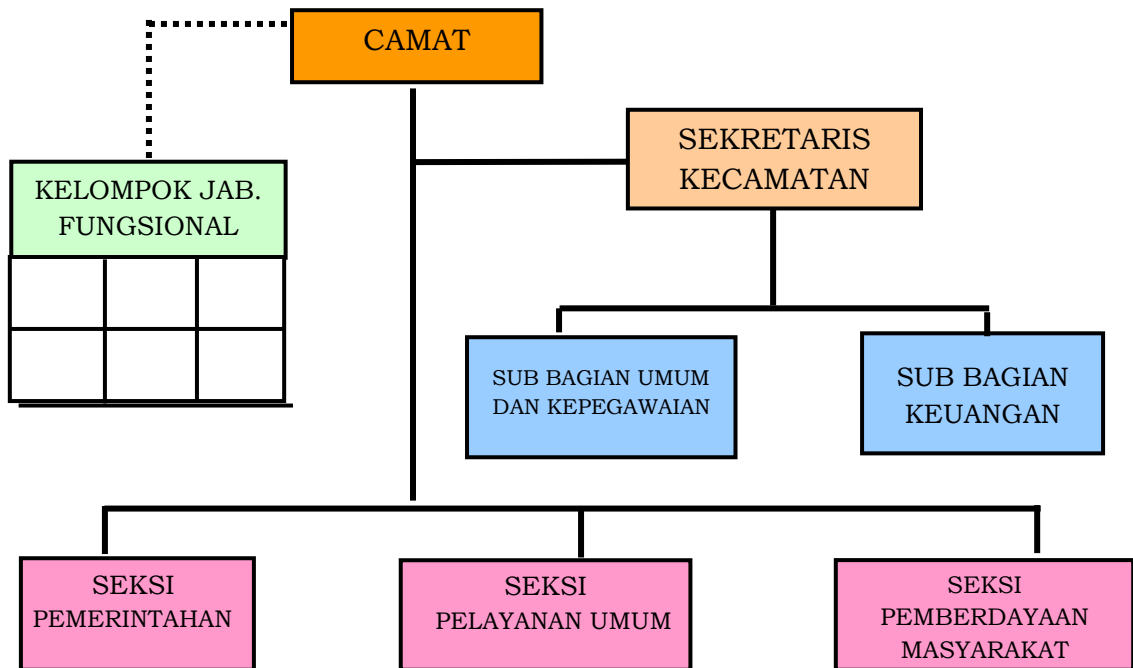 CAMAT
SEKRETARIS
KECAMATAN
KELOMPOK JAB.
FUNGSIONAL
SUB BAGIAN UMUM
DAN KEPEGAWAIAN
SUB BAGIAN
KEUANGAN
SEKSI
PEMERINTAHAN
SEKSI
PELAYANAN UMUM
SEKSI
PEMBERDAYAAN
MASYARAKAT